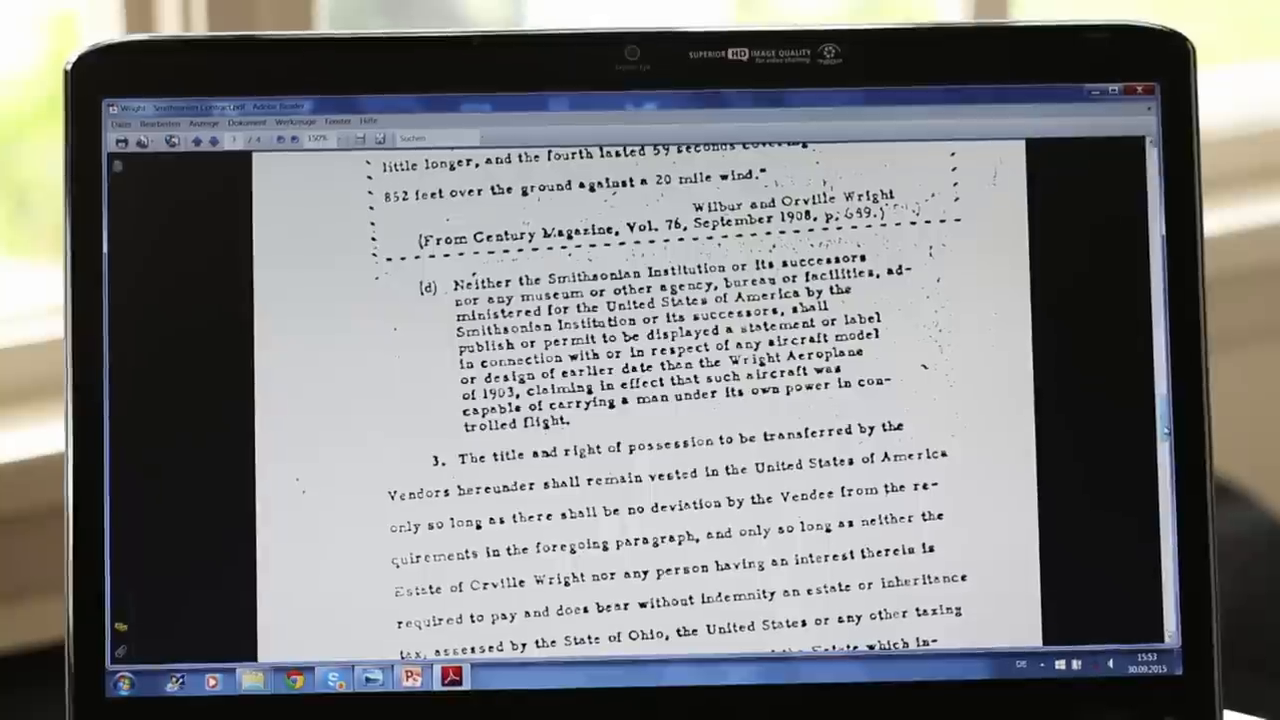 SUPERIOR HD IMAGE QUALITY
for video chatting
Wright - Smithsonian Contract.pdf - Adobe Reader
Datei Bearbeiten Anzeige Dokument Werkzeuge Fenster Hilfe
3 / 4 150% Suchen
little longer, and the fourth lasted 59 seconds covering
852 feet over the ground against a 20 mile wind."
Wilbur and Orville Wright
(From Century Magazine, Vol. 76, September 1908, p. 649.)
(d) Neither the Smithsonian Institution or its successors
nor any museum or other agency, bureau or facilities, ad-
ministered for the United States of America by the
Smithsonian Institution or its successors, shall
publish or permit to be displayed a statement or label
in connection with or in respect of any aircraft model
or design of earlier date than the Wright Aeroplane
of 1903, claiming in effect that such aircraft was
capable of carrying a man under its own power in con-
trolled flight.
3. The title and right of possession to be transferred by the
Vendors hereunder shall remain vested in the United States of America
only so long as there shall be no deviation by the Vendee from the re-
quirements in the foregoing paragraph, and only so long as neither the
Estate of Orville Wright nor any person having an interest therein is
required to pay and does bear without indemnity an estate or inheritance
tax, assessed by the State of Ohio, the United States or any other taxing
the Estate which in-
DE
15:53
30.09.2015